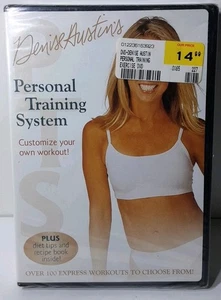 Denise Austin's
Personal
Training
System
Customize your
own workout!
DVD-DENISE AUSTIN
PERSONAL TRAINING
EXERCISE DVD
14
PLUS
diet tips and
recipe book
inside!
OVER 100 EXPRESS WORKOUTS TO CHOOSE FROM!